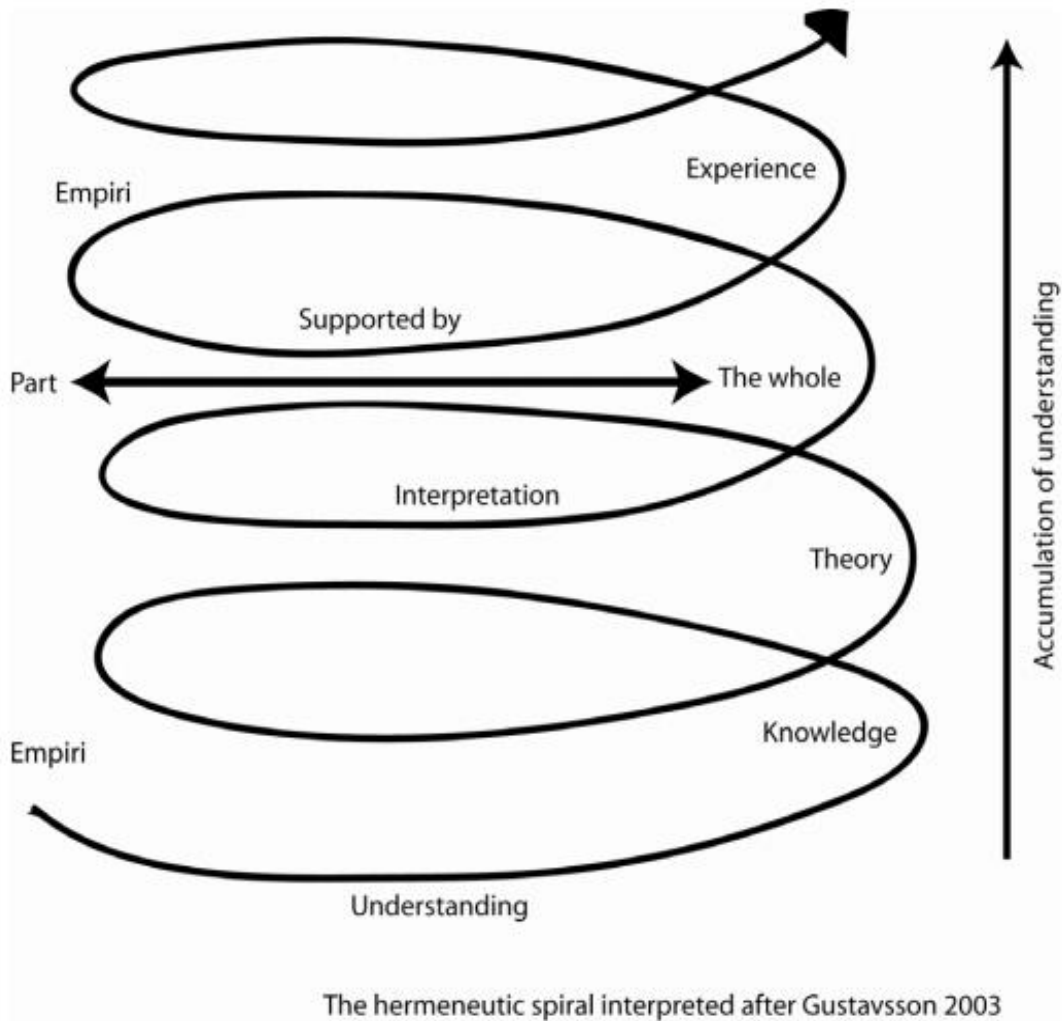 Experience
Empiri
Supported by
Part
The whole
Interpretation
Theory
Knowledge
Empiri
Understanding
Accumulation of understanding
The hermeneutic spiral interpreted after Gustavsson 2003